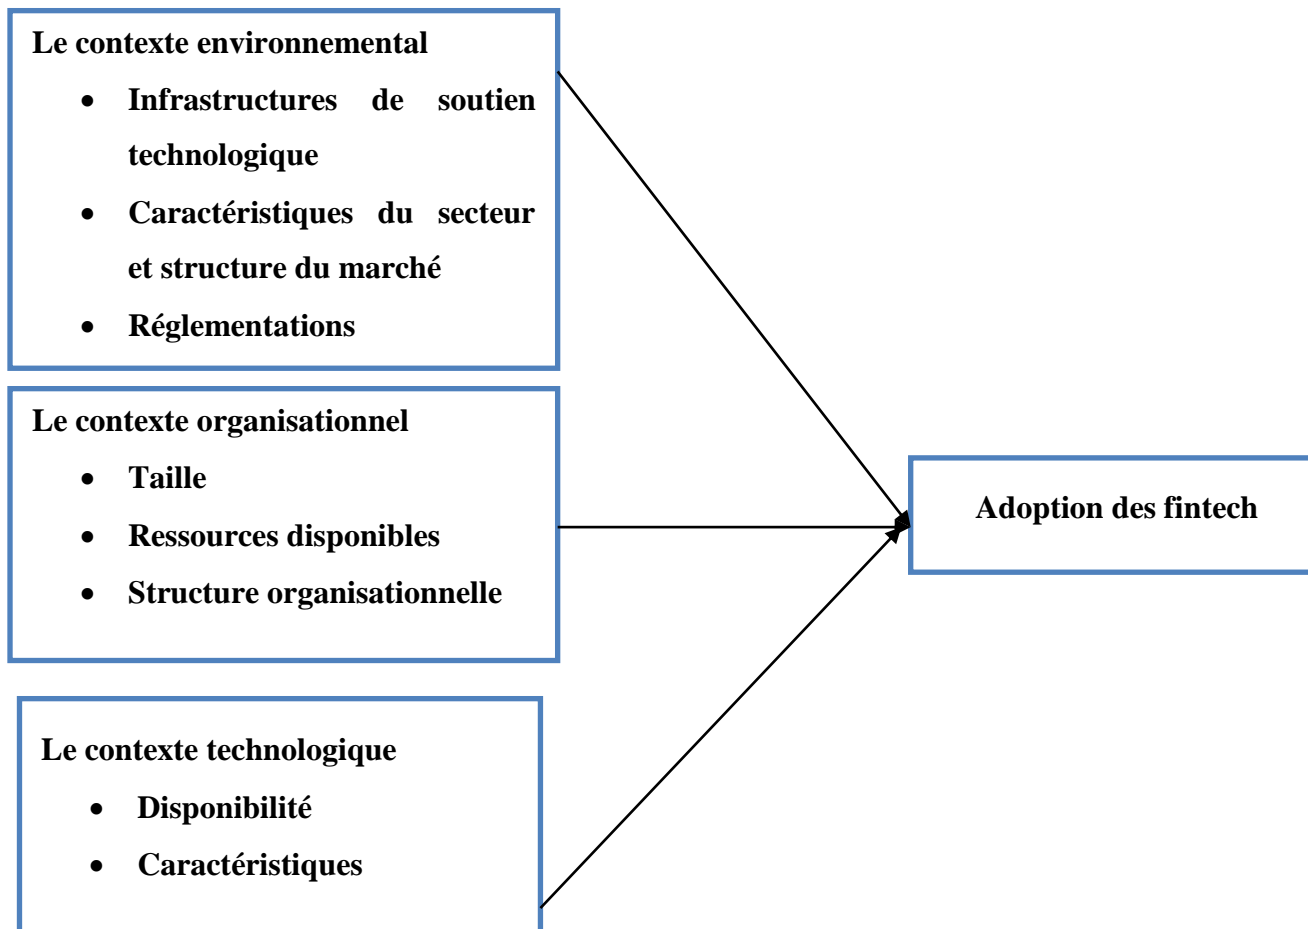 Le contexte environnemental
• Infrastructures de soutien
technologique
• Caractéristiques du secteur
et structure du marché
• Réglementations
Le contexte organisationnel
• Taille
• Ressources disponibles
• Structure organisationnelle
Adoption des fintech
Le contexte technologique
• Disponibilité
• Caractéristiques